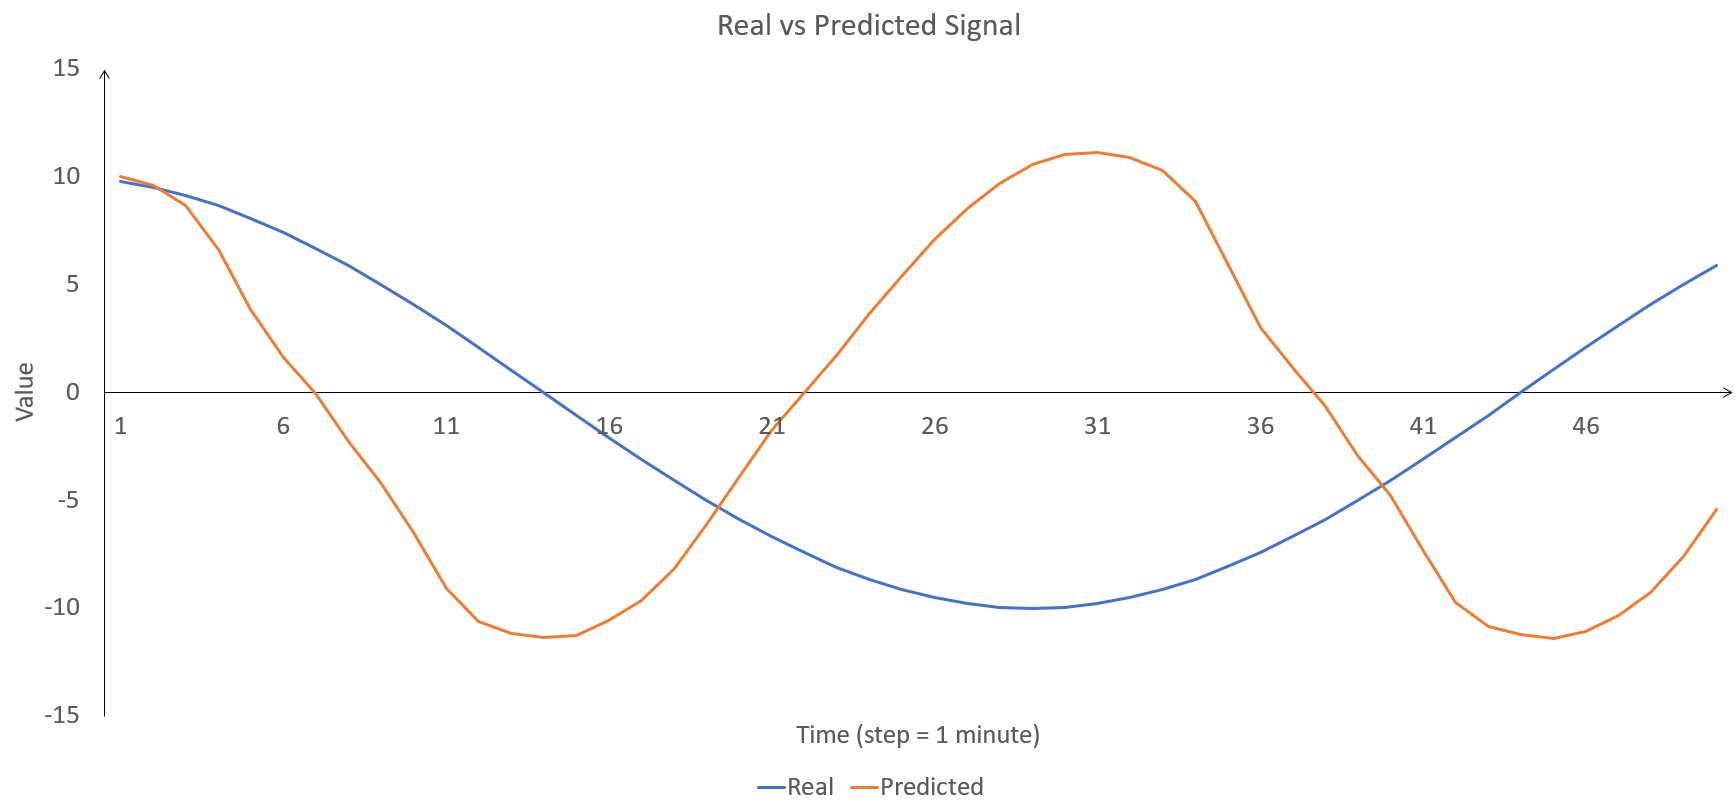 Real vs Predicted Signal
15
10
5
0
-5
-10
-15
Value
1 6 11 16 21 26 31 36 41 46
Time (step = 1 minute)
Real Predicted